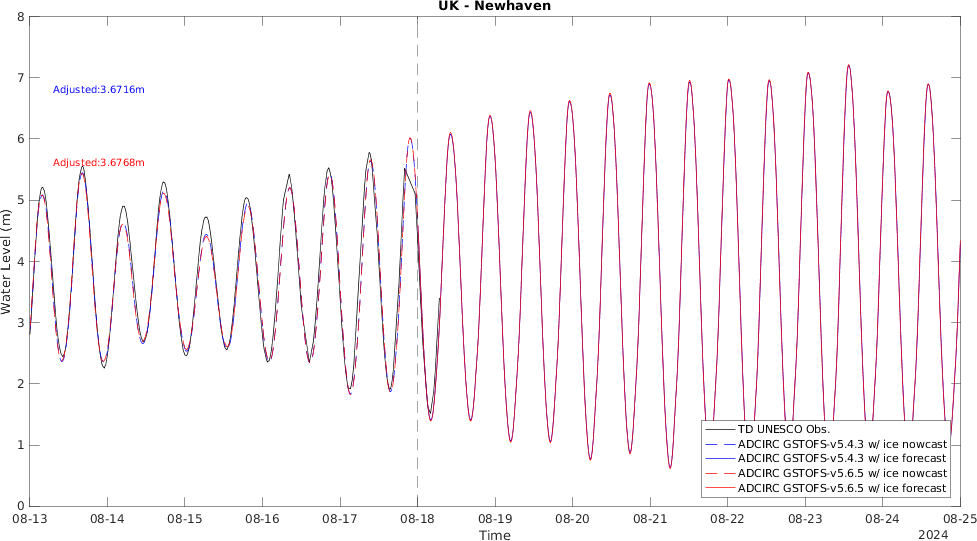 UK - Newhaven
8
7
6
5
4
3
2
1
0
Water Level (m)
Adjusted:3.6716m
Adjusted:3.6768m
TD UNESCO Obs.
ADCIRC GSTOFS-v5.4.3 w/ ice nowcast
ADCIRC GSTOFS-v5.4.3 w/ ice forecast
ADCIRC GSTOFS-v5.6.5 w/ ice nowcast
ADCIRC GSTOFS-v5.6.5 w/ ice forecast
08-13 08-14 08-15 08-16 08-17 08-18 08-19 08-20 08-21 08-22 08-23 08-24 08-25
Time
2024